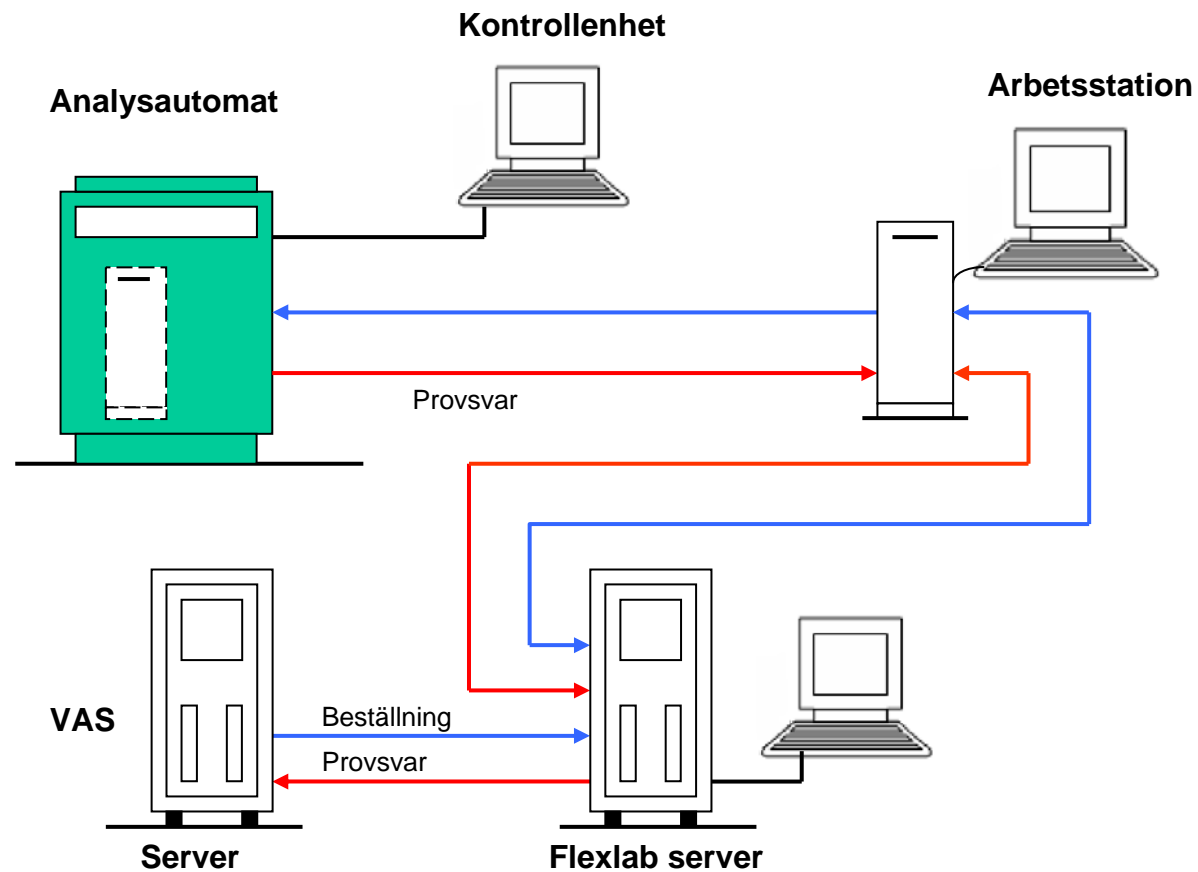 Kontrollenhet
Arbetsstation
Analysautomat
Provsvar
VAS
Beställning
Provsvar
Server
Flexlab server